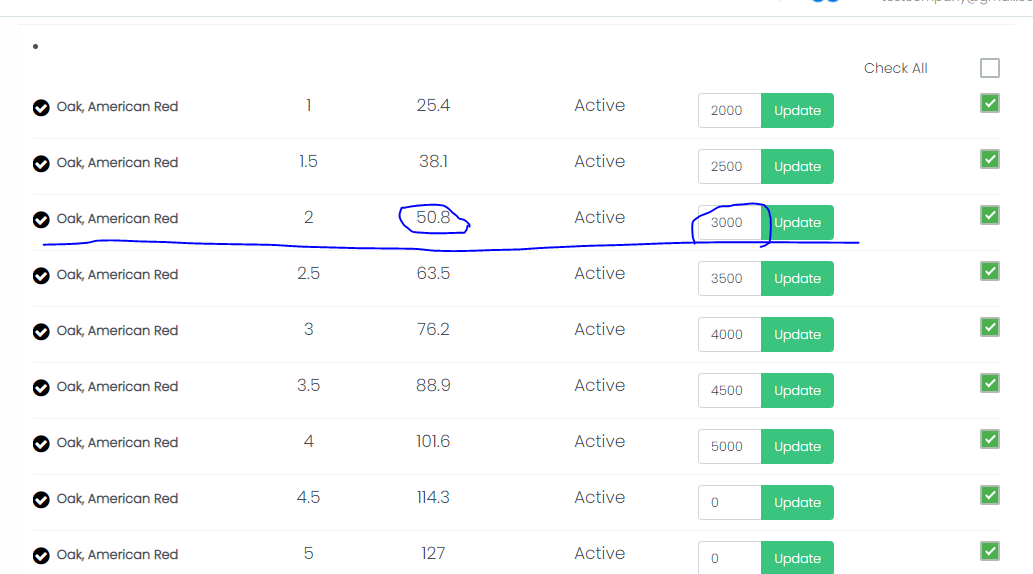 Check All
Oak, American Red 1 25.4 Active 2000 Update
Oak, American Red 1.5 38.1 Active 2500 Update
Oak, American Red 2 50.8 Active 3000 Update
Oak, American Red 2.5 63.5 Active 3500 Update
Oak, American Red 3 76.2 Active 4000 Update
Oak, American Red 3.5 88.9 Active 4500 Update
Oak, American Red 4 101.6 Active 5000 Update
Oak, American Red 4.5 114.3 Active 0 Update
Oak, American Red 5 127 Active 0 Update